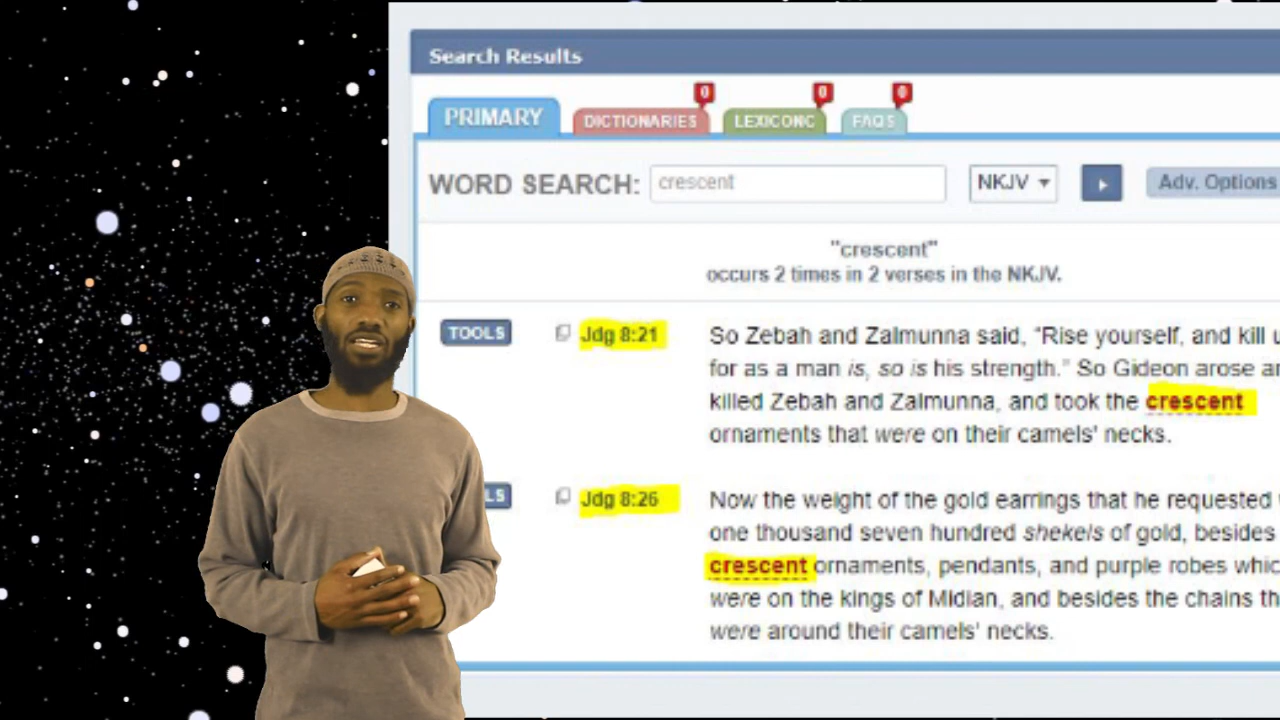 Search Results
0 0 0
PRIMARY DICTIONARIES LEXICONC FAQS
WORD SEARCH: crescent NKJV Adv. Options
"crescent"
occurs 2 times in 2 verses in the NKJV.
TOOLS Jdg 8:21 So Zebah and Zalmunna said, "Rise yourself, and kill
for as a man is, so is his strength." So Gideon arose
killed Zebah and Zalmunna, and took the crescent
ornaments that were on their camels' necks.
LS Jdg 8:26 Now the weight of the gold earrings that he requested
one thousand seven hundred shekels of gold, besides
crescent ornaments, pendants, and purple robes
were on the kings of Midian, and besides the chains
were around their camels' necks.